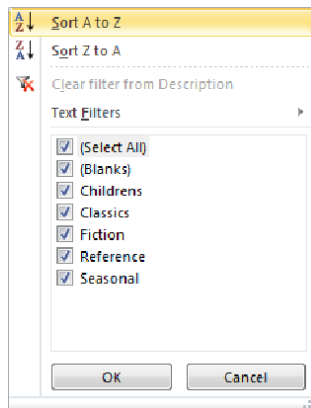 Sort A to Z
Sort Z to A
Clear filter from Description
Text Filters
(Select All)
(Blanks)
Childrens
Classics
Fiction
Reference
Seasonal
OK
Cancel